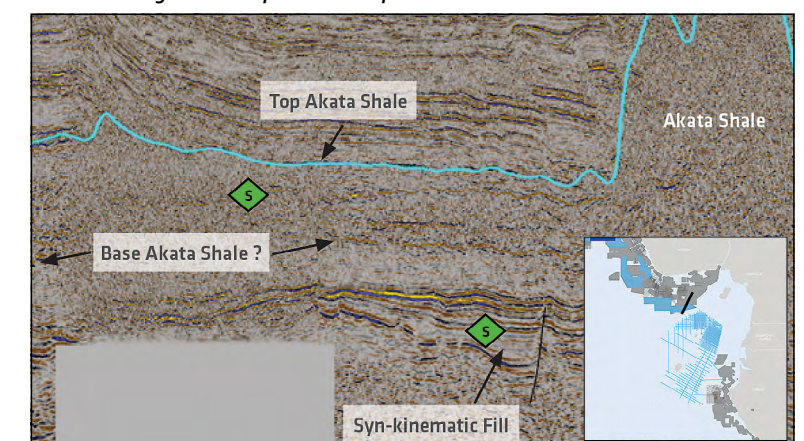 Top Akata Shale
Akata Shale
S
Base Akata Shale ?
S
Syn-kinematic Fill